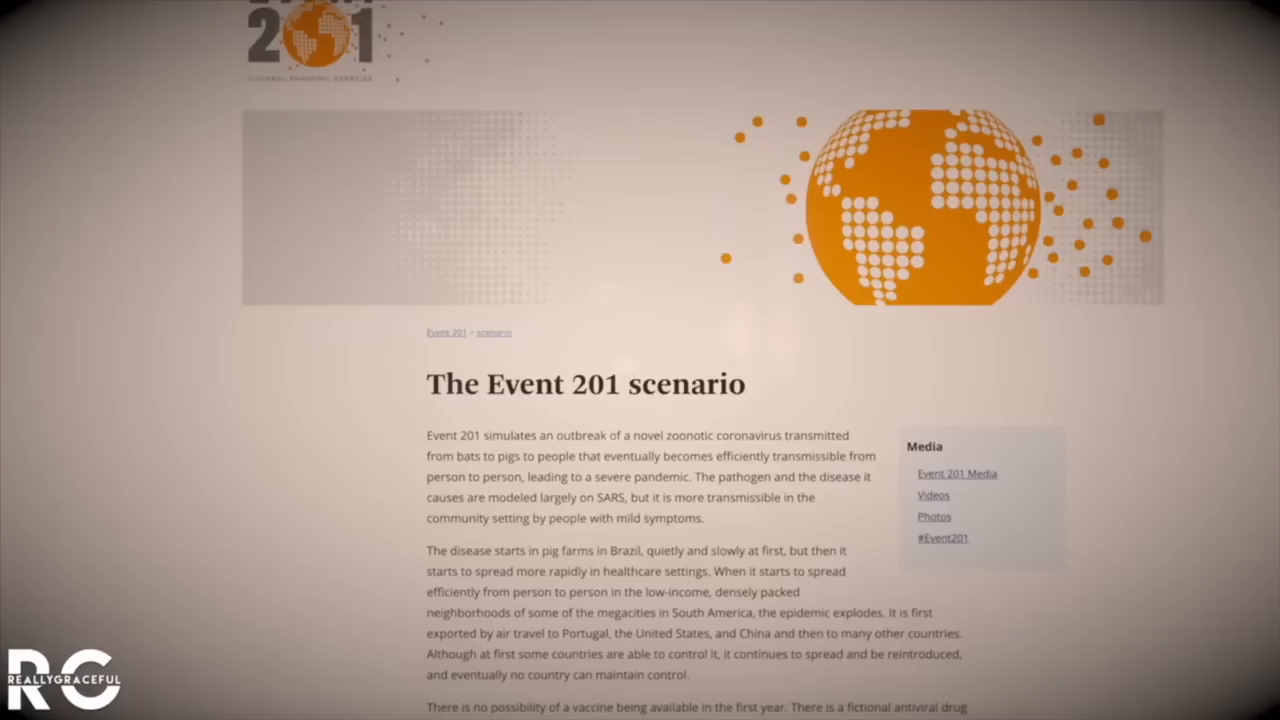 201
A GLOBAL PANDEMIC EXERCISE
Event 201 > scenario
The Event 201 scenario
Event 201 simulates an outbreak of a novel zoonotic coronavirus transmitted
from bats to pigs to people that eventually becomes efficiently transmissible from
person to person, leading to a severe pandemic. The pathogen and the disease it
causes are modeled largely on SARS, but it is more transmissible in the
community setting by people with mild symptoms.
Media
Event 201 Media
Videos
Photos
#Event201
The disease starts in pig farms in Brazil, quietly and slowly at first, but then it
starts to spread more rapidly in healthcare settings. When it starts to spread
efficiently from person to person in the low-income, densely packed
neighborhoods of some of the megacities in South America, the epidemic explodes. It is first
exported by air travel to Portugal, the United States, and China and then to many other countries.
Although at first some countries are able to control it, it continues to spread and be reintroduced,
and eventually no country can maintain control.
There is no possibility of a vaccine being available in the first year. There is a fictional antiviral drug
RG
REALLYGRACEFUL